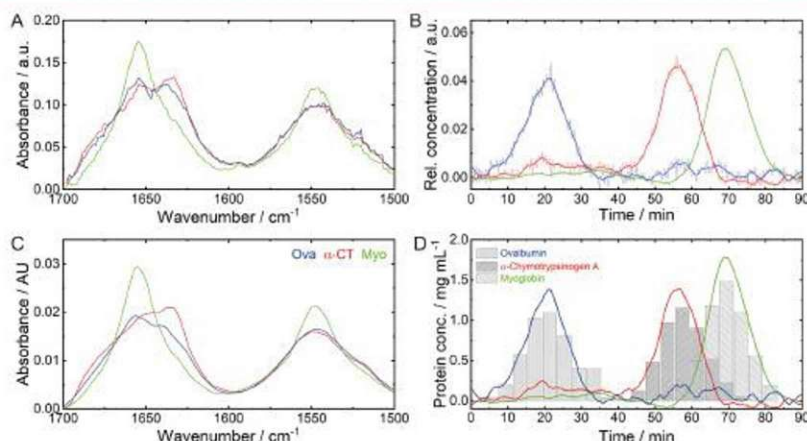 A
Absorbance / a.u.
0.20
0.15
0.10
0.05
0.00
1700 1650 1600 1550 1500
Wavenumber / cm⁻¹
B
Rel. concentration / a.u.
0.06
0.04
0.02
0.00
0 10 20 30 40 50 60 70 80 90
Time / min
C
Ova α-CT Myo
Absorbance / AU
0.03
0.02
0.01
0.00
1700 1650 1600 1550 1500
Wavenumber / cm⁻¹
D
Protein conc. / mg mL⁻¹
2.0
1.5
1.0
0.5
0.0
Ovalbumin
α-Chymotrypsinogen A
Myoglobin
0 10 20 30 40 50 60 70 80 90
Time / min